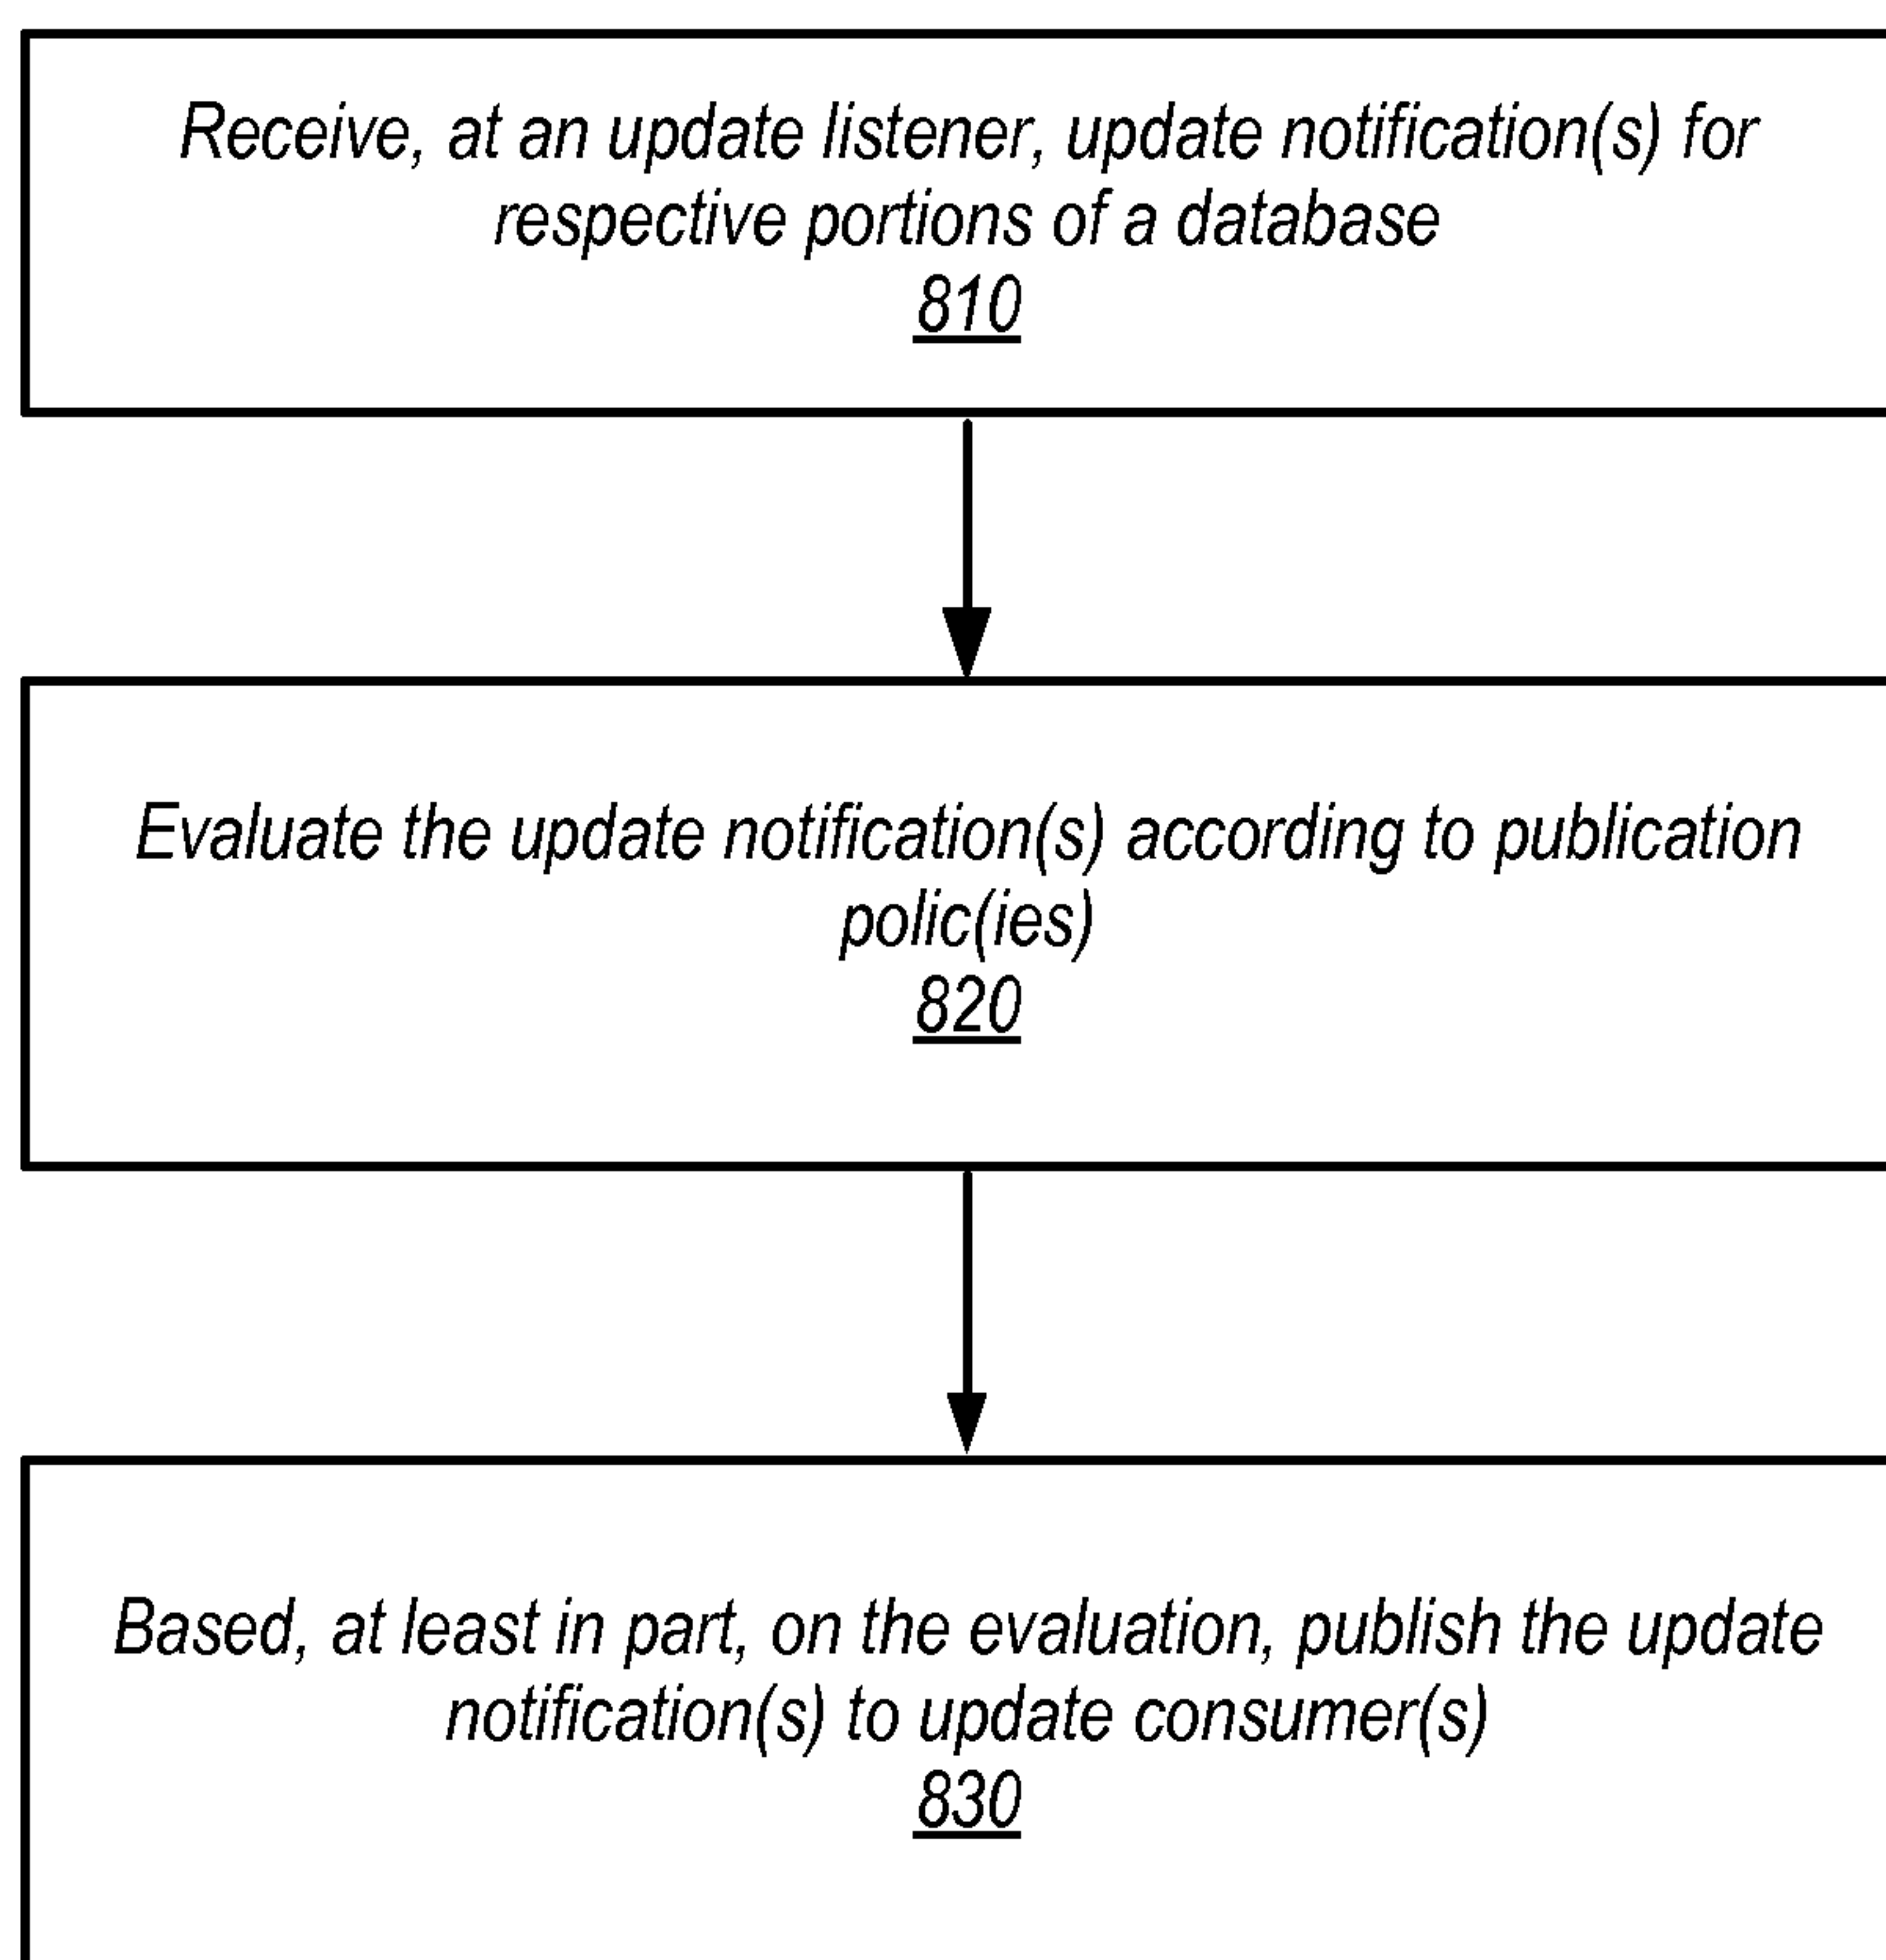 Receive, at an update listener, update notification(s) for
respective portions of a database
810
Evaluate the update notification(s) according to publication
polic(ies)
820
Based, at least in part, on the evaluation, publish the update
notification(s) to update consumer(s)
830